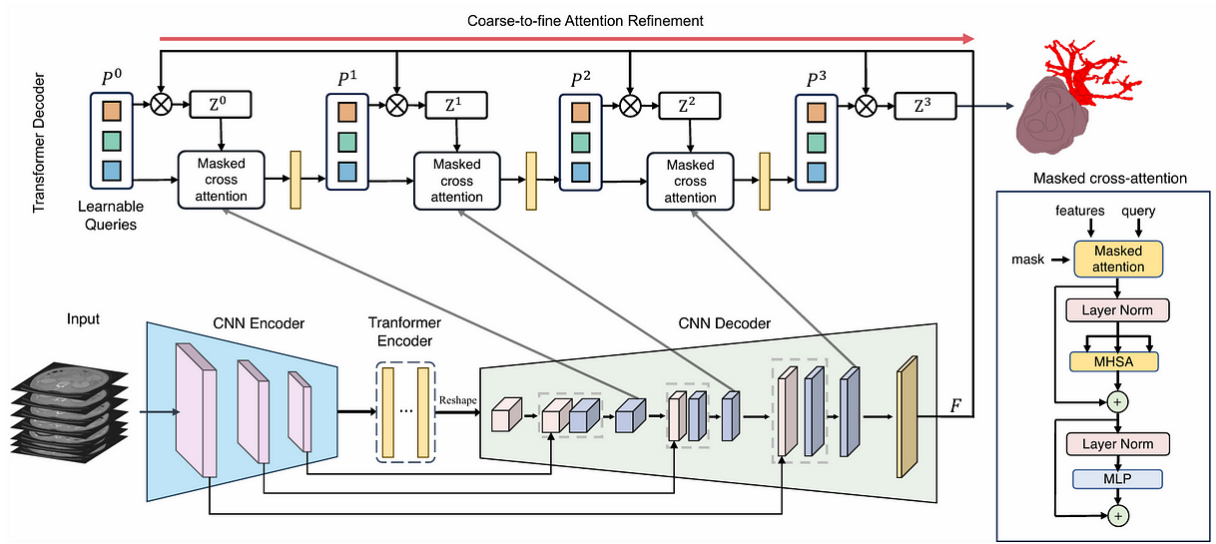 Coarse-to-fine Attention Refinement
Transformer Decoder
P⁰
Z⁰
P¹
Z¹
P²
Z²
P³
Z³
Masked
cross
attention
Masked
cross
attention
Masked
cross
attention
Learnable
Queries
Masked cross-attention
features query
mask
Masked
attention
Layer Norm
MHSA
+
Layer Norm
MLP
+
Input
CNN Encoder
Tranformer
Encoder
...
Reshape
CNN Decoder
F